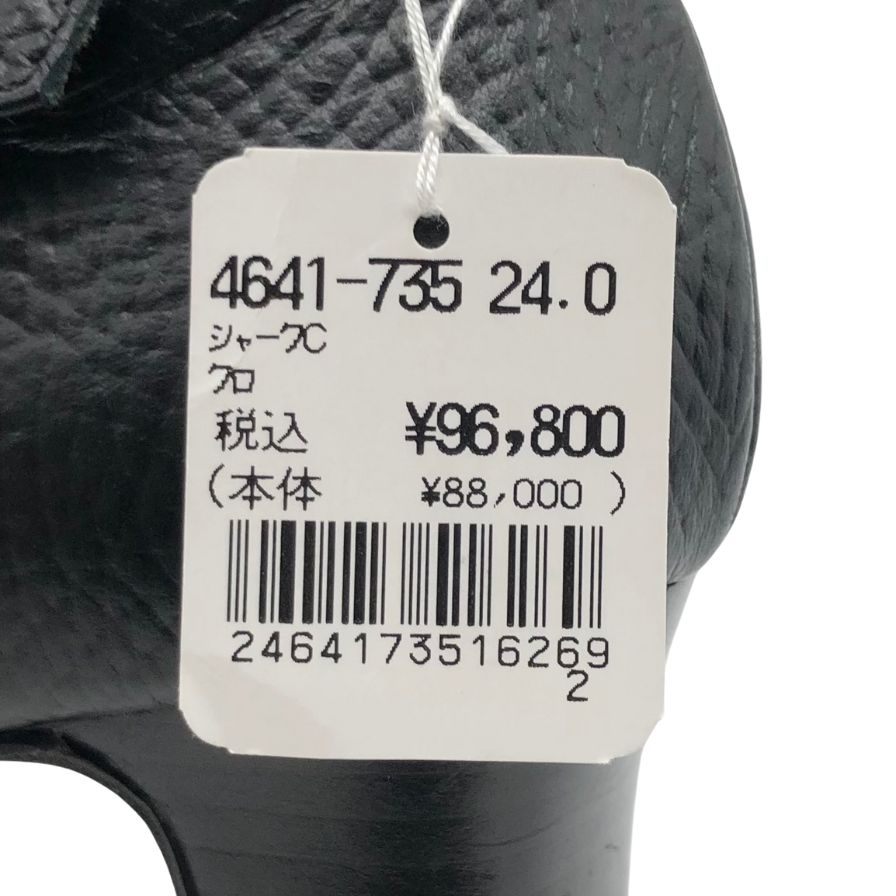 4641-735 24.0
シャークC
クロ
税込 ¥96,800
(本体 ¥88,000 )
2464173516269
2